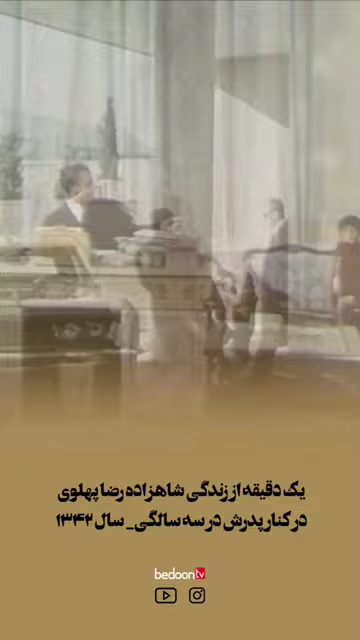 یک دقیقه از زندگی شاهزاده رضا پهلوی
در کنار پدرش در سه سالگی_ سال ۱۳۴۲
bedoontv